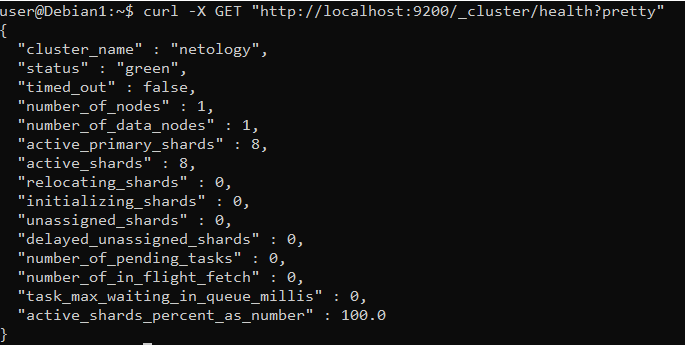 user@Debian1:~$ curl -X GET "http://localhost:9200/_cluster/health?pretty"
{
  "cluster_name" : "netology",
  "status" : "green",
  "timed_out" : false,
  "number_of_nodes" : 1,
  "number_of_data_nodes" : 1,
  "active_primary_shards" : 8,
  "active_shards" : 8,
  "relocating_shards" : 0,
  "initializing_shards" : 0,
  "unassigned_shards" : 0,
  "delayed_unassigned_shards" : 0,
  "number_of_pending_tasks" : 0,
  "number_of_in_flight_fetch" : 0,
  "task_max_waiting_in_queue_millis" : 0,
  "active_shards_percent_as_number" : 100.0
}